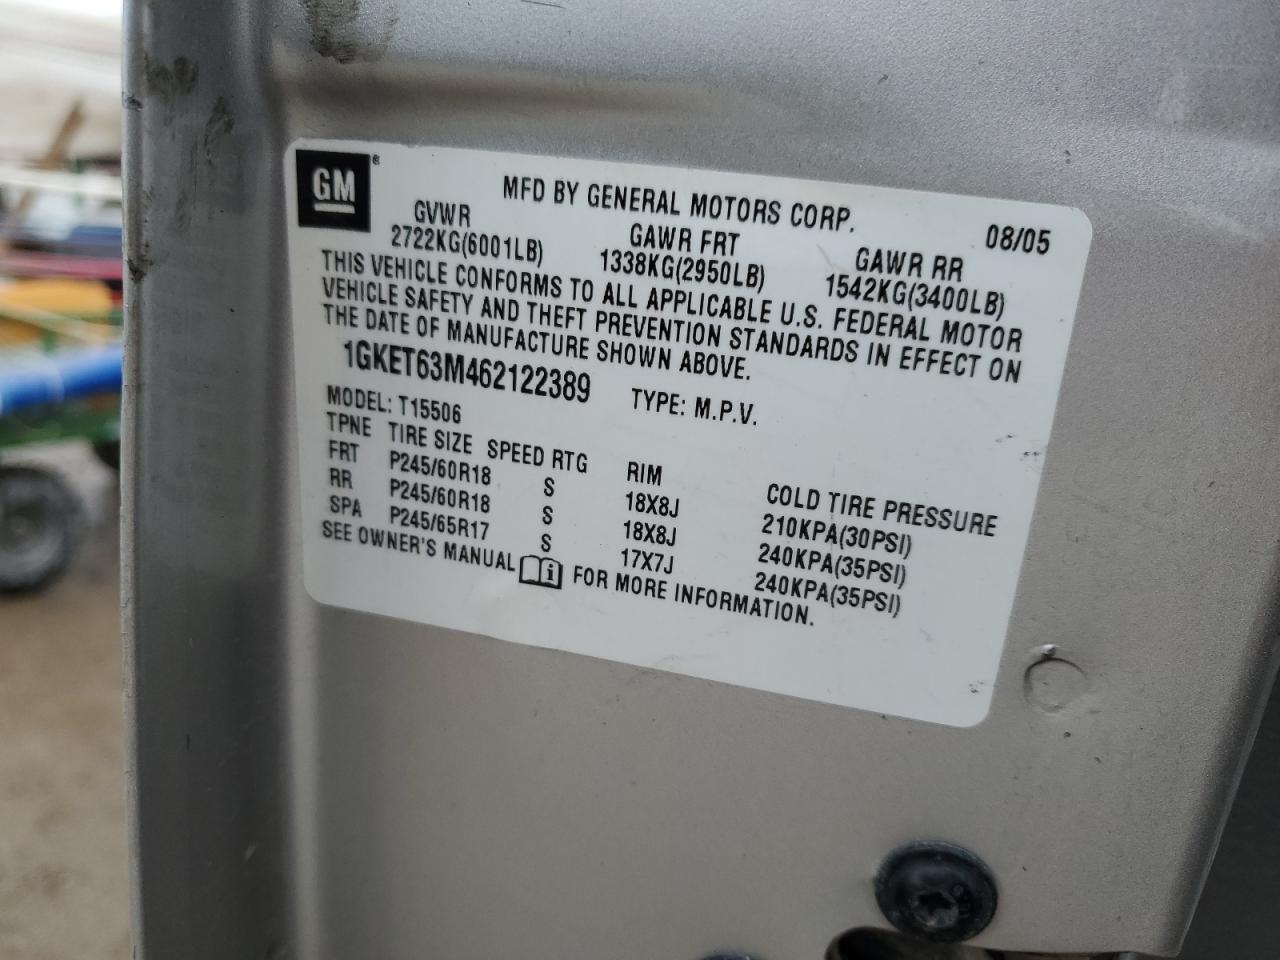 GM®
MFD BY GENERAL MOTORS CORP. 08/05
GVWR GAWR FRT GAWR RR
2722KG(6001LB) 1338KG(2950LB) 1542KG(3400LB)
THIS VEHICLE CONFORMS TO ALL APPLICABLE U.S. FEDERAL MOTOR
VEHICLE SAFETY AND THEFT PREVENTION STANDARDS IN EFFECT ON
THE DATE OF MANUFACTURE SHOWN ABOVE.
1GKET63M462122389 TYPE: M.P.V.
MODEL: T15506
TPNE TIRE SIZE SPEED RTG RIM COLD TIRE PRESSURE
FRT P245/60R18 S 18X8J 210KPA(30PSI)
RR P245/60R18 S 18X8J 240KPA(35PSI)
SPA P245/65R17 S 17X7J 240KPA(35PSI)
SEE OWNER'S MANUAL i FOR MORE INFORMATION.